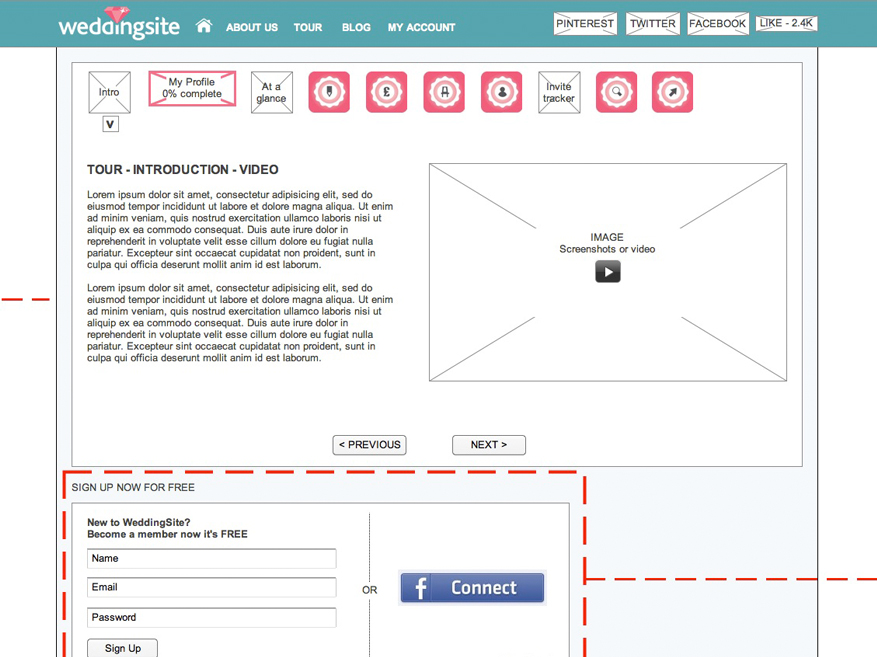 weddingsite
ABOUT US
TOUR
BLOG
MY ACCOUNT
PINTEREST
TWITTER
FACEBOOK
LIKE - 2.4K
Intro
V
My Profile
0% complete
At a
glance
£
Invite
tracker
TOUR - INTRODUCTION - VIDEO
Lorem ipsum dolor sit amet, consectetur adipisicing elit, sed do
eiusmod tempor incididunt ut labore et dolore magna aliqua. Ut enim
ad minim veniam, quis nostrud exercitation ullamco laboris nisi ut
aliquip ex ea commodo consequat. Duis aute irure dolor in
reprehenderit in voluptate velit esse cillum dolore eu fugiat nulla
pariatur. Excepteur sint occaecat cupidatat non proident, sunt in
culpa qui officia deserunt mollit anim id est laborum.
Lorem ipsum dolor sit amet, consectetur adipisicing elit, sed do
eiusmod tempor incididunt ut labore et dolore magna aliqua. Ut enim
ad minim veniam, quis nostrud exercitation ullamco laboris nisi ut
aliquip ex ea commodo consequat. Duis aute irure dolor in
reprehenderit in voluptate velit esse cillum dolore eu fugiat nulla
pariatur. Excepteur sint occaecat cupidatat non proident, sunt in
culpa qui officia deserunt mollit anim id est laborum.
IMAGE
Screenshots or video
< PREVIOUS
NEXT >
SIGN UP NOW FOR FREE
New to WeddingSite?
Become a member now it's FREE
Name
Email
Password
Sign Up
OR
f Connect